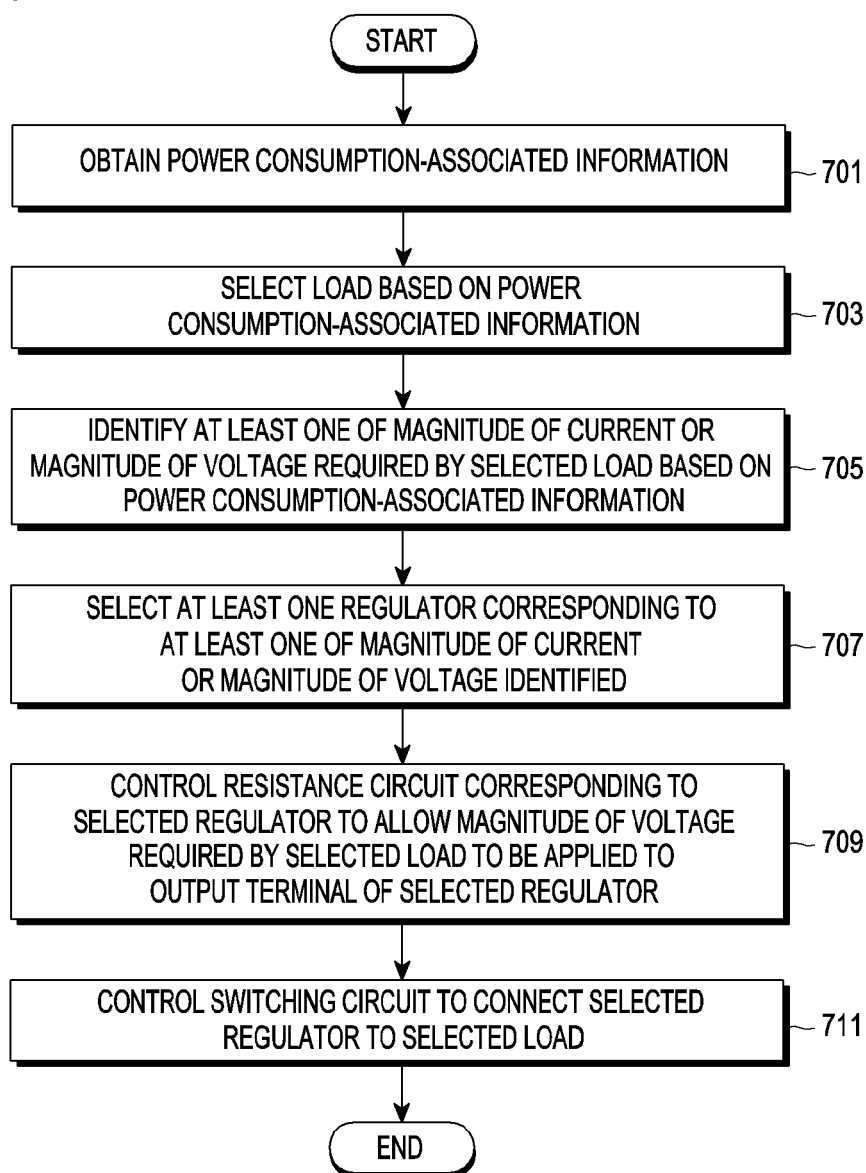 START
OBTAIN POWER CONSUMPTION-ASSOCIATED INFORMATION
701
SELECT LOAD BASED ON POWER
CONSUMPTION-ASSOCIATED INFORMATION
703
IDENTIFY AT LEAST ONE OF MAGNITUDE OF CURRENT OR
MAGNITUDE OF VOLTAGE REQUIRED BY SELECTED LOAD BASED ON
POWER CONSUMPTION-ASSOCIATED INFORMATION
705
SELECT AT LEAST ONE REGULATOR CORRESPONDING TO
AT LEAST ONE OF MAGNITUDE OF CURRENT
OR MAGNITUDE OF VOLTAGE IDENTIFIED
707
CONTROL RESISTANCE CIRCUIT CORRESPONDING TO
SELECTED REGULATOR TO ALLOW MAGNITUDE OF VOLTAGE
REQUIRED BY SELECTED LOAD TO BE APPLIED TO
OUTPUT TERMINAL OF SELECTED REGULATOR
709
CONTROL SWITCHING CIRCUIT TO CONNECT SELECTED
REGULATOR TO SELECTED LOAD
711
END